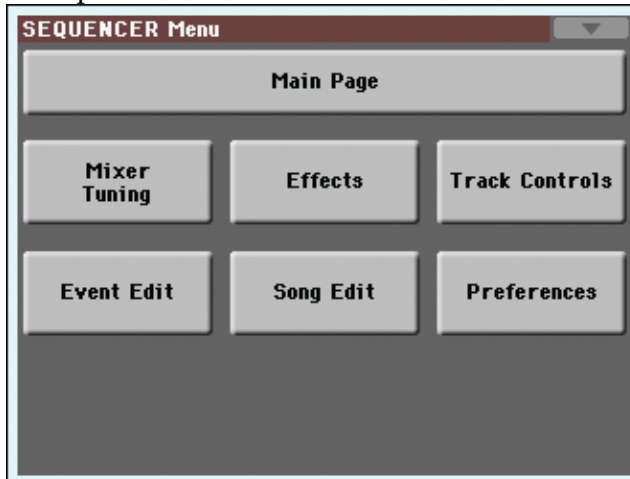 SEQUENCER Menu
Main Page
Mixer
Tuning
Effects
Track Controls
Event Edit
Song Edit
Preferences